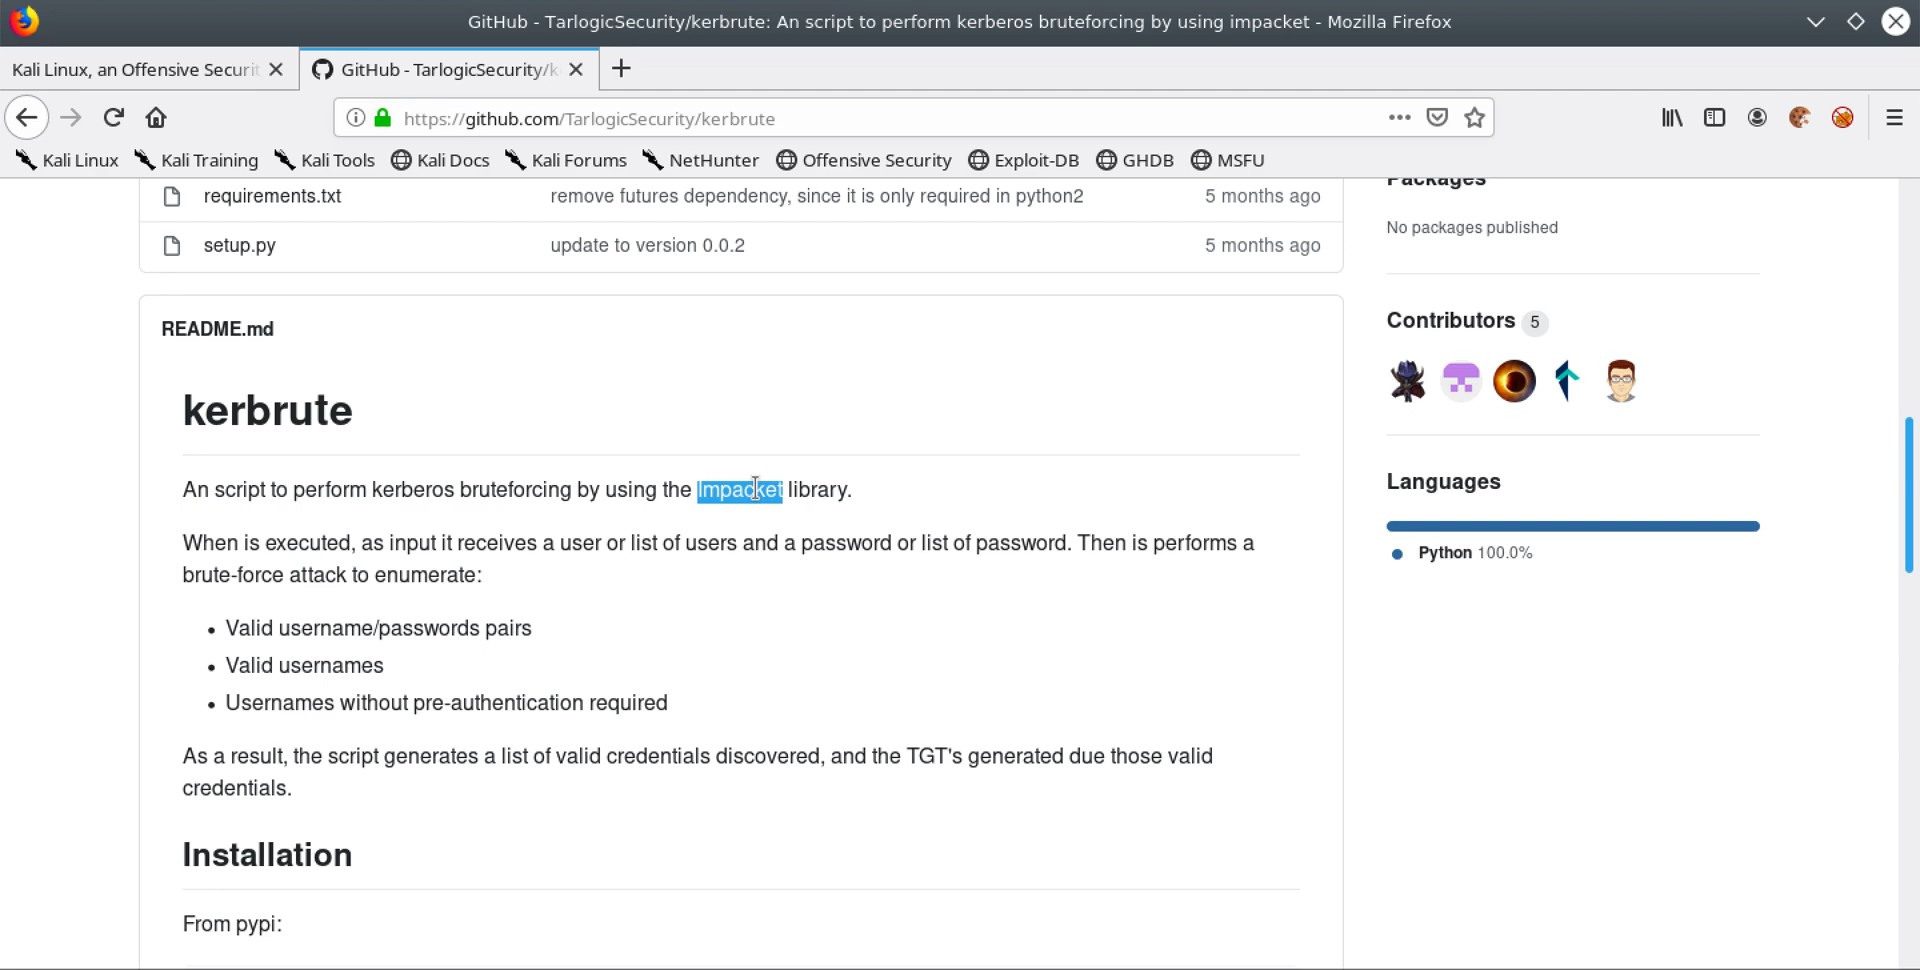 GitHub - TarlogicSecurity/kerbrute: An script to perform kerberos bruteforcing by using impacket - Mozilla Firefox
Kali Linux, an Offensive Securit
GitHub - TarlogicSecurity/k
https://github.com/TarlogicSecurity/kerbrute
Kali Linux
Kali Training
Kali Tools
Kali Docs
Kali Forums
NetHunter
Offensive Security
Exploit-DB
GHDB
MSFU
requirements.txt
remove futures dependency, since it is only required in python2
5 months ago
setup.py
update to version 0.0.2
5 months ago
README.md
kerbrute
An script to perform kerberos bruteforcing by using the Impacket library.
When is executed, as input it receives a user or list of users and a password or list of password. Then is performs a
brute-force attack to enumerate:
• Valid username/passwords pairs
• Valid usernames
• Usernames without pre-authentication required
As a result, the script generates a list of valid credentials discovered, and the TGT's generated due those valid
credentials.
Installation
From pypi:
Packages
No packages published
Contributors 5
Languages
Python 100.0%